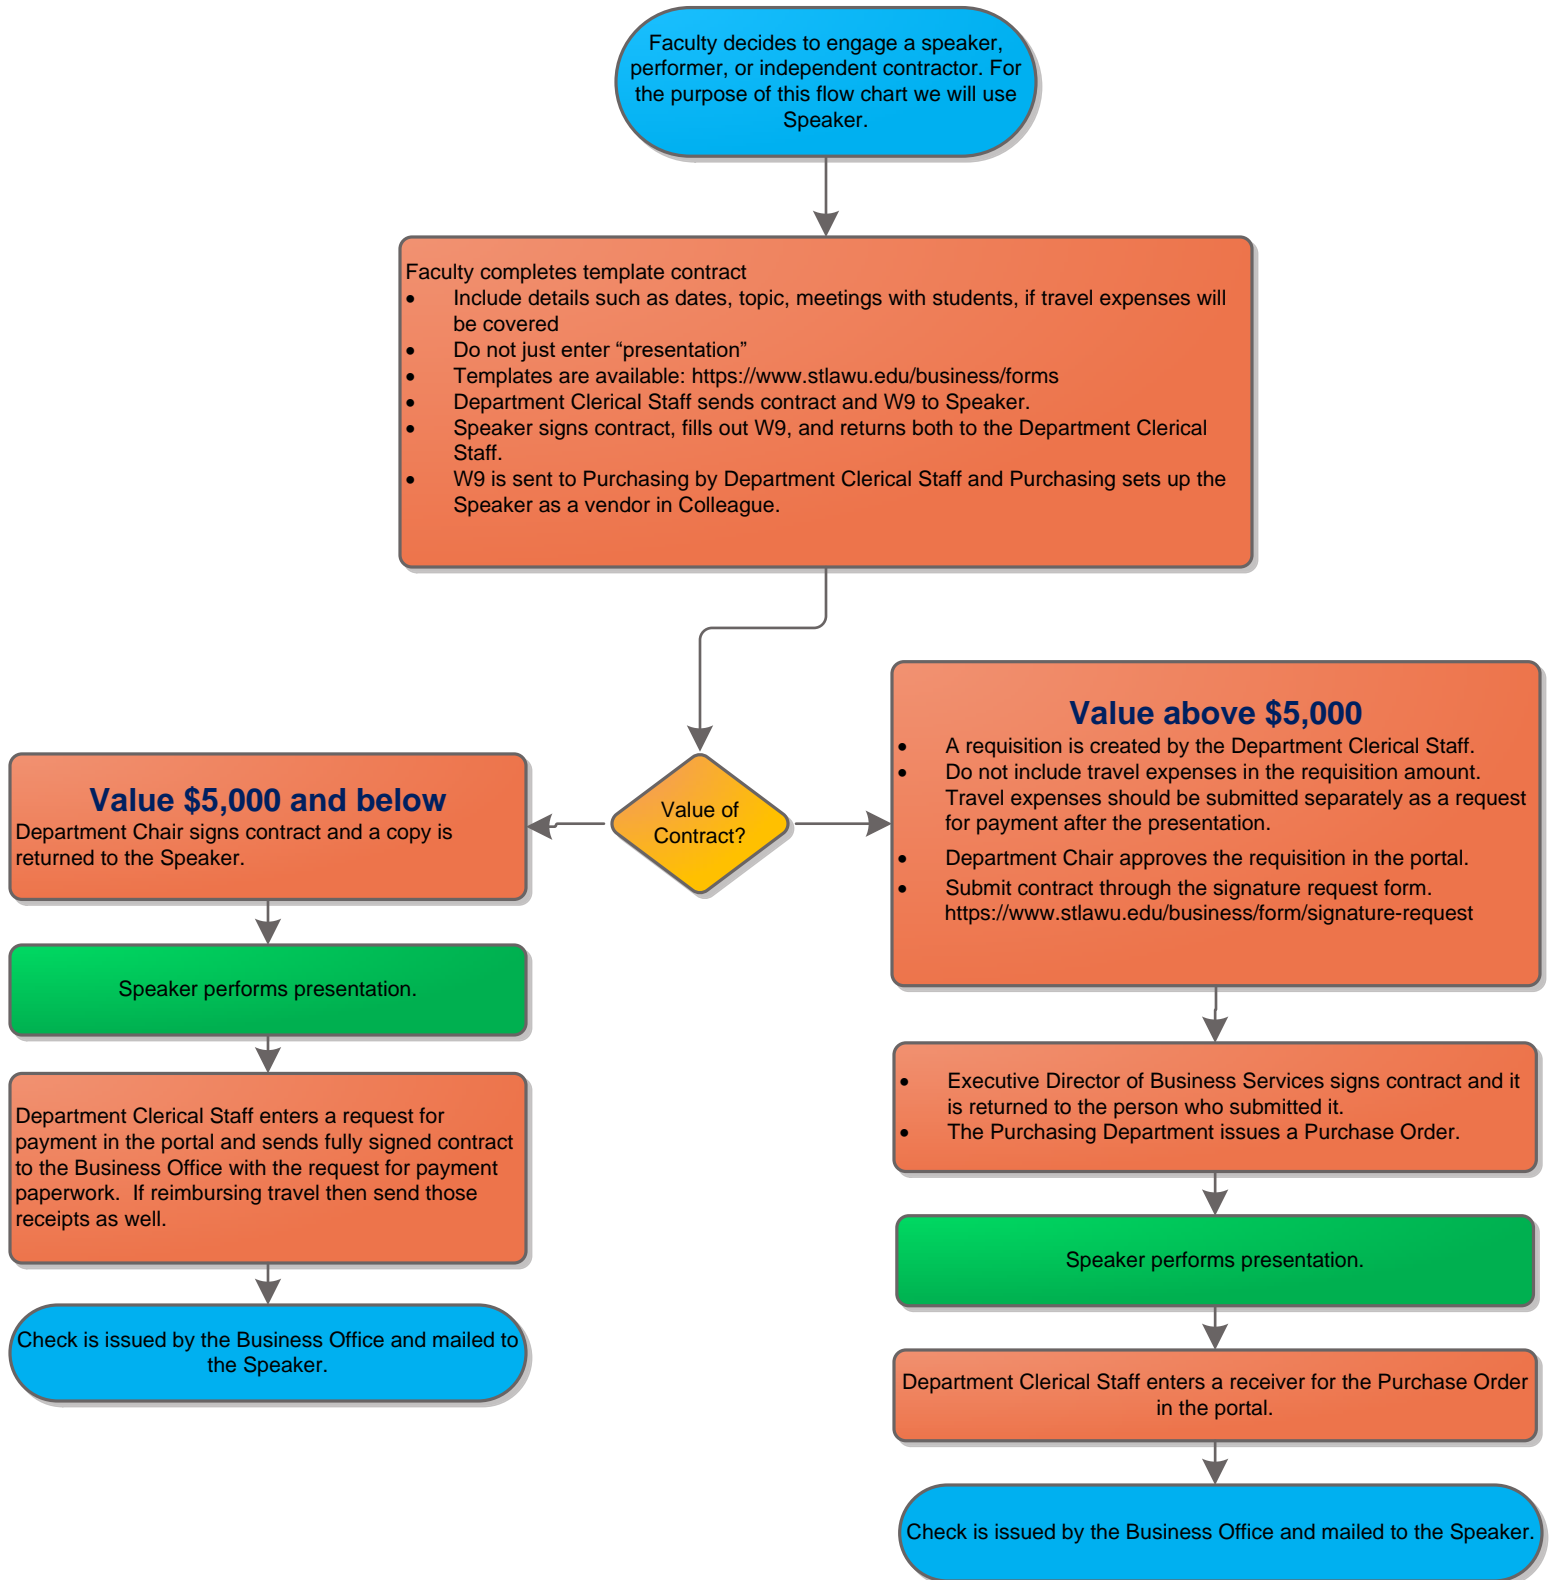 Faculty decides to engage a speaker,
performer, or independent contractor. For
the purpose of this flow chart we will use
Speaker.
Faculty completes template contract
• Include details such as dates, topic, meetings with students, if travel expenses will
be covered
• Do not just enter “presentation”
• Templates are available: https://www.stlawu.edu/business/forms
• Department Clerical Staff sends contract and W9 to Speaker.
• Speaker signs contract, fills out W9, and returns both to the Department Clerical
Staff.
• W9 is sent to Purchasing by Department Clerical Staff and Purchasing sets up the
Speaker as a vendor in Colleague.
Value of
Contract?
Value $5,000 and below
Department Chair signs contract and a copy is
returned to the Speaker.
Speaker performs presentation.
Department Clerical Staff enters a request for
payment in the portal and sends fully signed contract
to the Business Office with the request for payment
paperwork.  If reimbursing travel then send those
receipts as well.
Check is issued by the Business Office and mailed to
the Speaker.
Value above $5,000
• A requisition is created by the Department Clerical Staff.
• Do not include travel expenses in the requisition amount.
Travel expenses should be submitted separately as a request
for payment after the presentation.
• Department Chair approves the requisition in the portal.
• Submit contract through the signature request form.
https://www.stlawu.edu/business/form/signature-request
• Executive Director of Business Services signs contract and it
is returned to the person who submitted it.
• The Purchasing Department issues a Purchase Order.
Speaker performs presentation.
Department Clerical Staff enters a receiver for the Purchase Order
in the portal.
Check is issued by the Business Office and mailed to the Speaker.